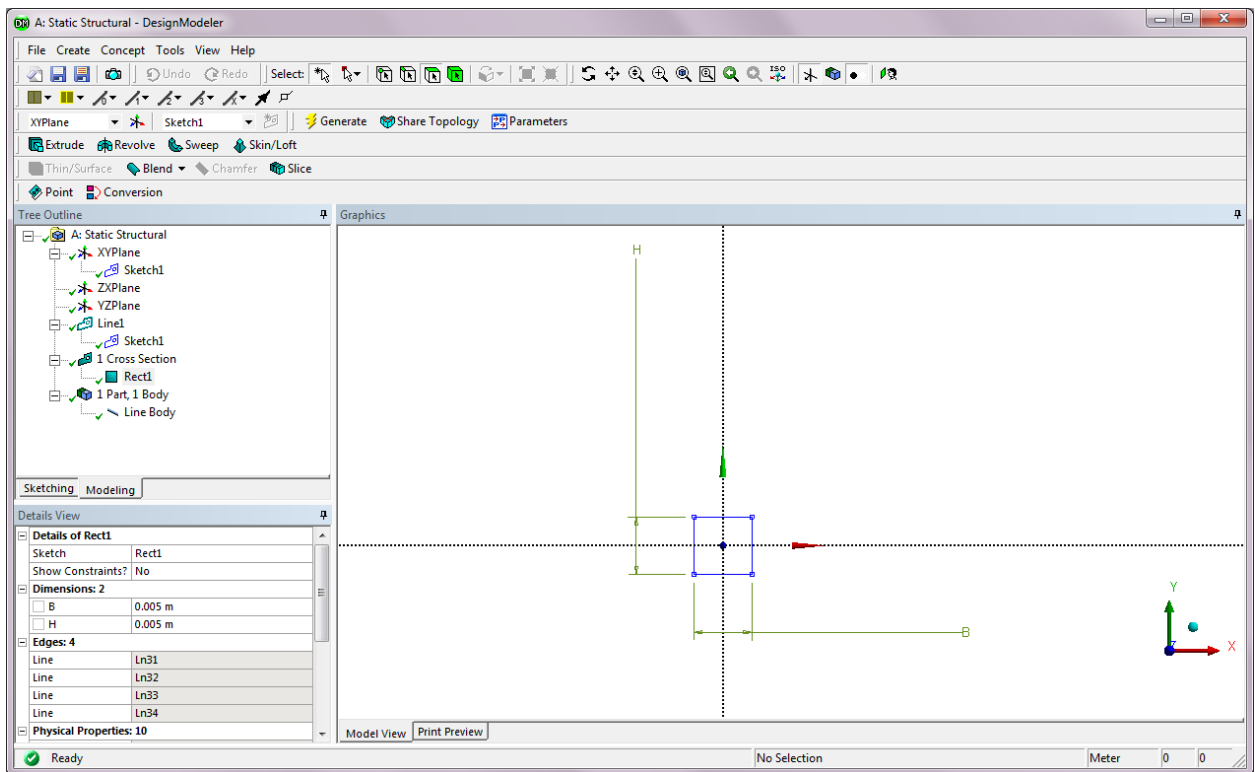 DM A: Static Structural - DesignModeler
File Create Concept Tools View Help
Undo Redo Select: ISO
XYPlane Sketch1 Generate Share Topology Parameters
Extrude Revolve Sweep Skin/Loft
Thin/Surface Blend Chamfer Slice
Point Conversion
Tree Outline
A: Static Structural
XYPlane
Sketch1
ZXPlane
YZPlane
Line1
Sketch1
1 Cross Section
Rect1
1 Part, 1 Body
Line Body
Sketching Modeling
Details View
Details of Rect1
Sketch Rect1
Show Constraints? No
Dimensions: 2
B 0.005 m
H 0.005 m
Edges: 4
Line Ln31
Line Ln32
Line Ln33
Line Ln34
Physical Properties: 10
Graphics
H
B
Y
Z X
Model View Print Preview
Ready No Selection Meter 0 0